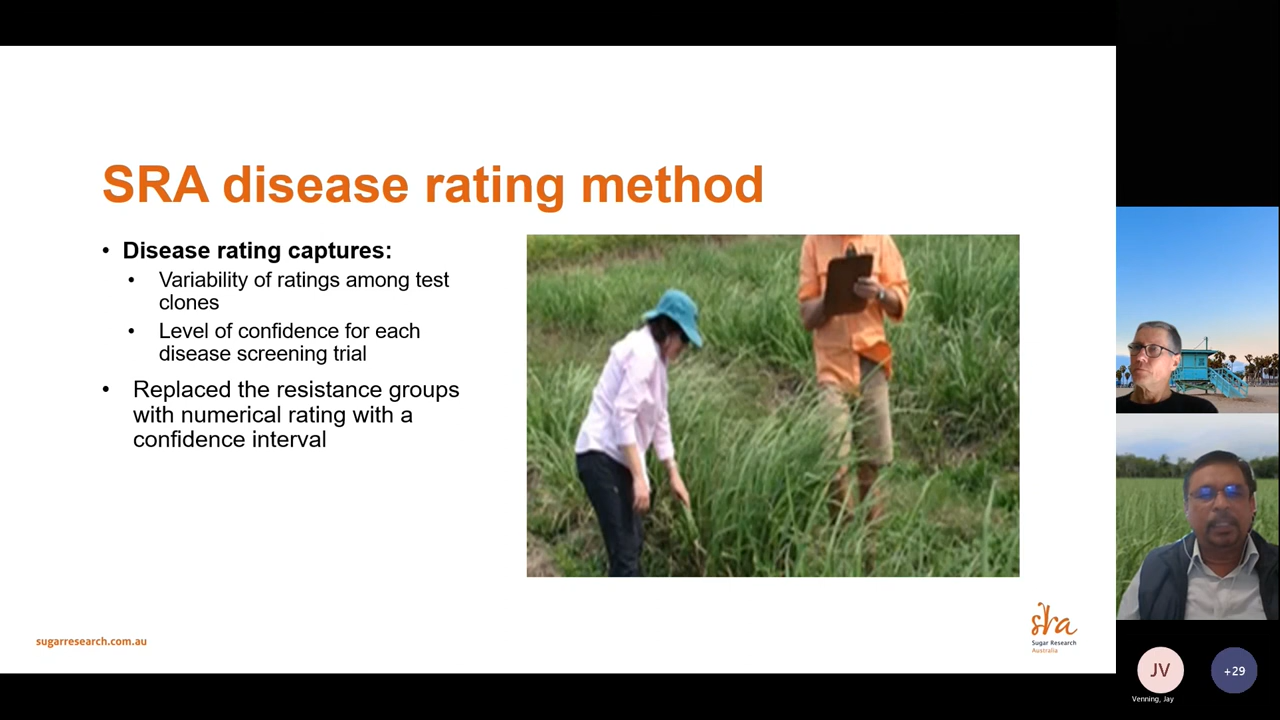 SRA disease rating method
• Disease rating captures:
• Variability of ratings among test
clones
• Level of confidence for each
disease screening trial
• Replaced the resistance groups
with numerical rating with a
confidence interval
sugarresearch.com.au
sra
Sugar Research
Australia
JV
+29
Venning, Jay